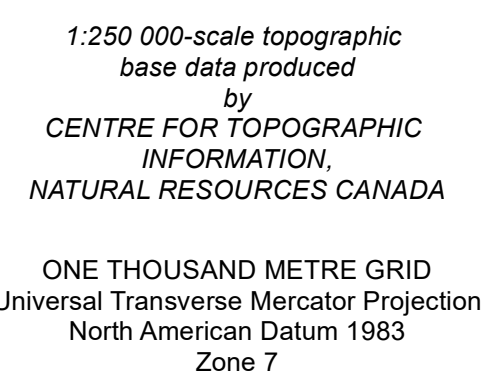 1:250 000-scale topographic
base data produced
by
CENTRE FOR TOPOGRAPHIC
INFORMATION,
NATURAL RESOURCES CANADA
ONE THOUSAND METRE GRID
Universal Transverse Mercator Projection
North American Datum 1983
Zone 7